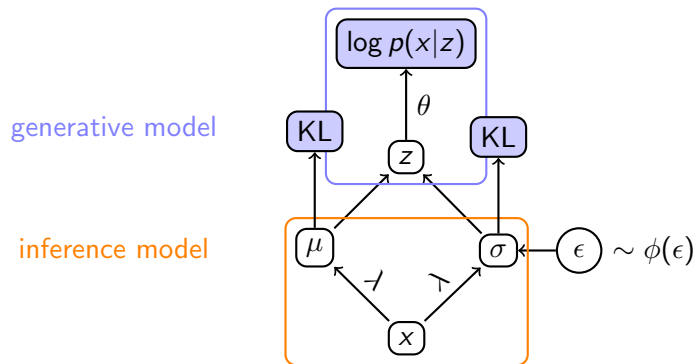 log p(x|z)
θ
generative model
KL
KL
z
inference model
μ
σ
ϵ
∼ ϕ(ϵ)
λ
λ
x